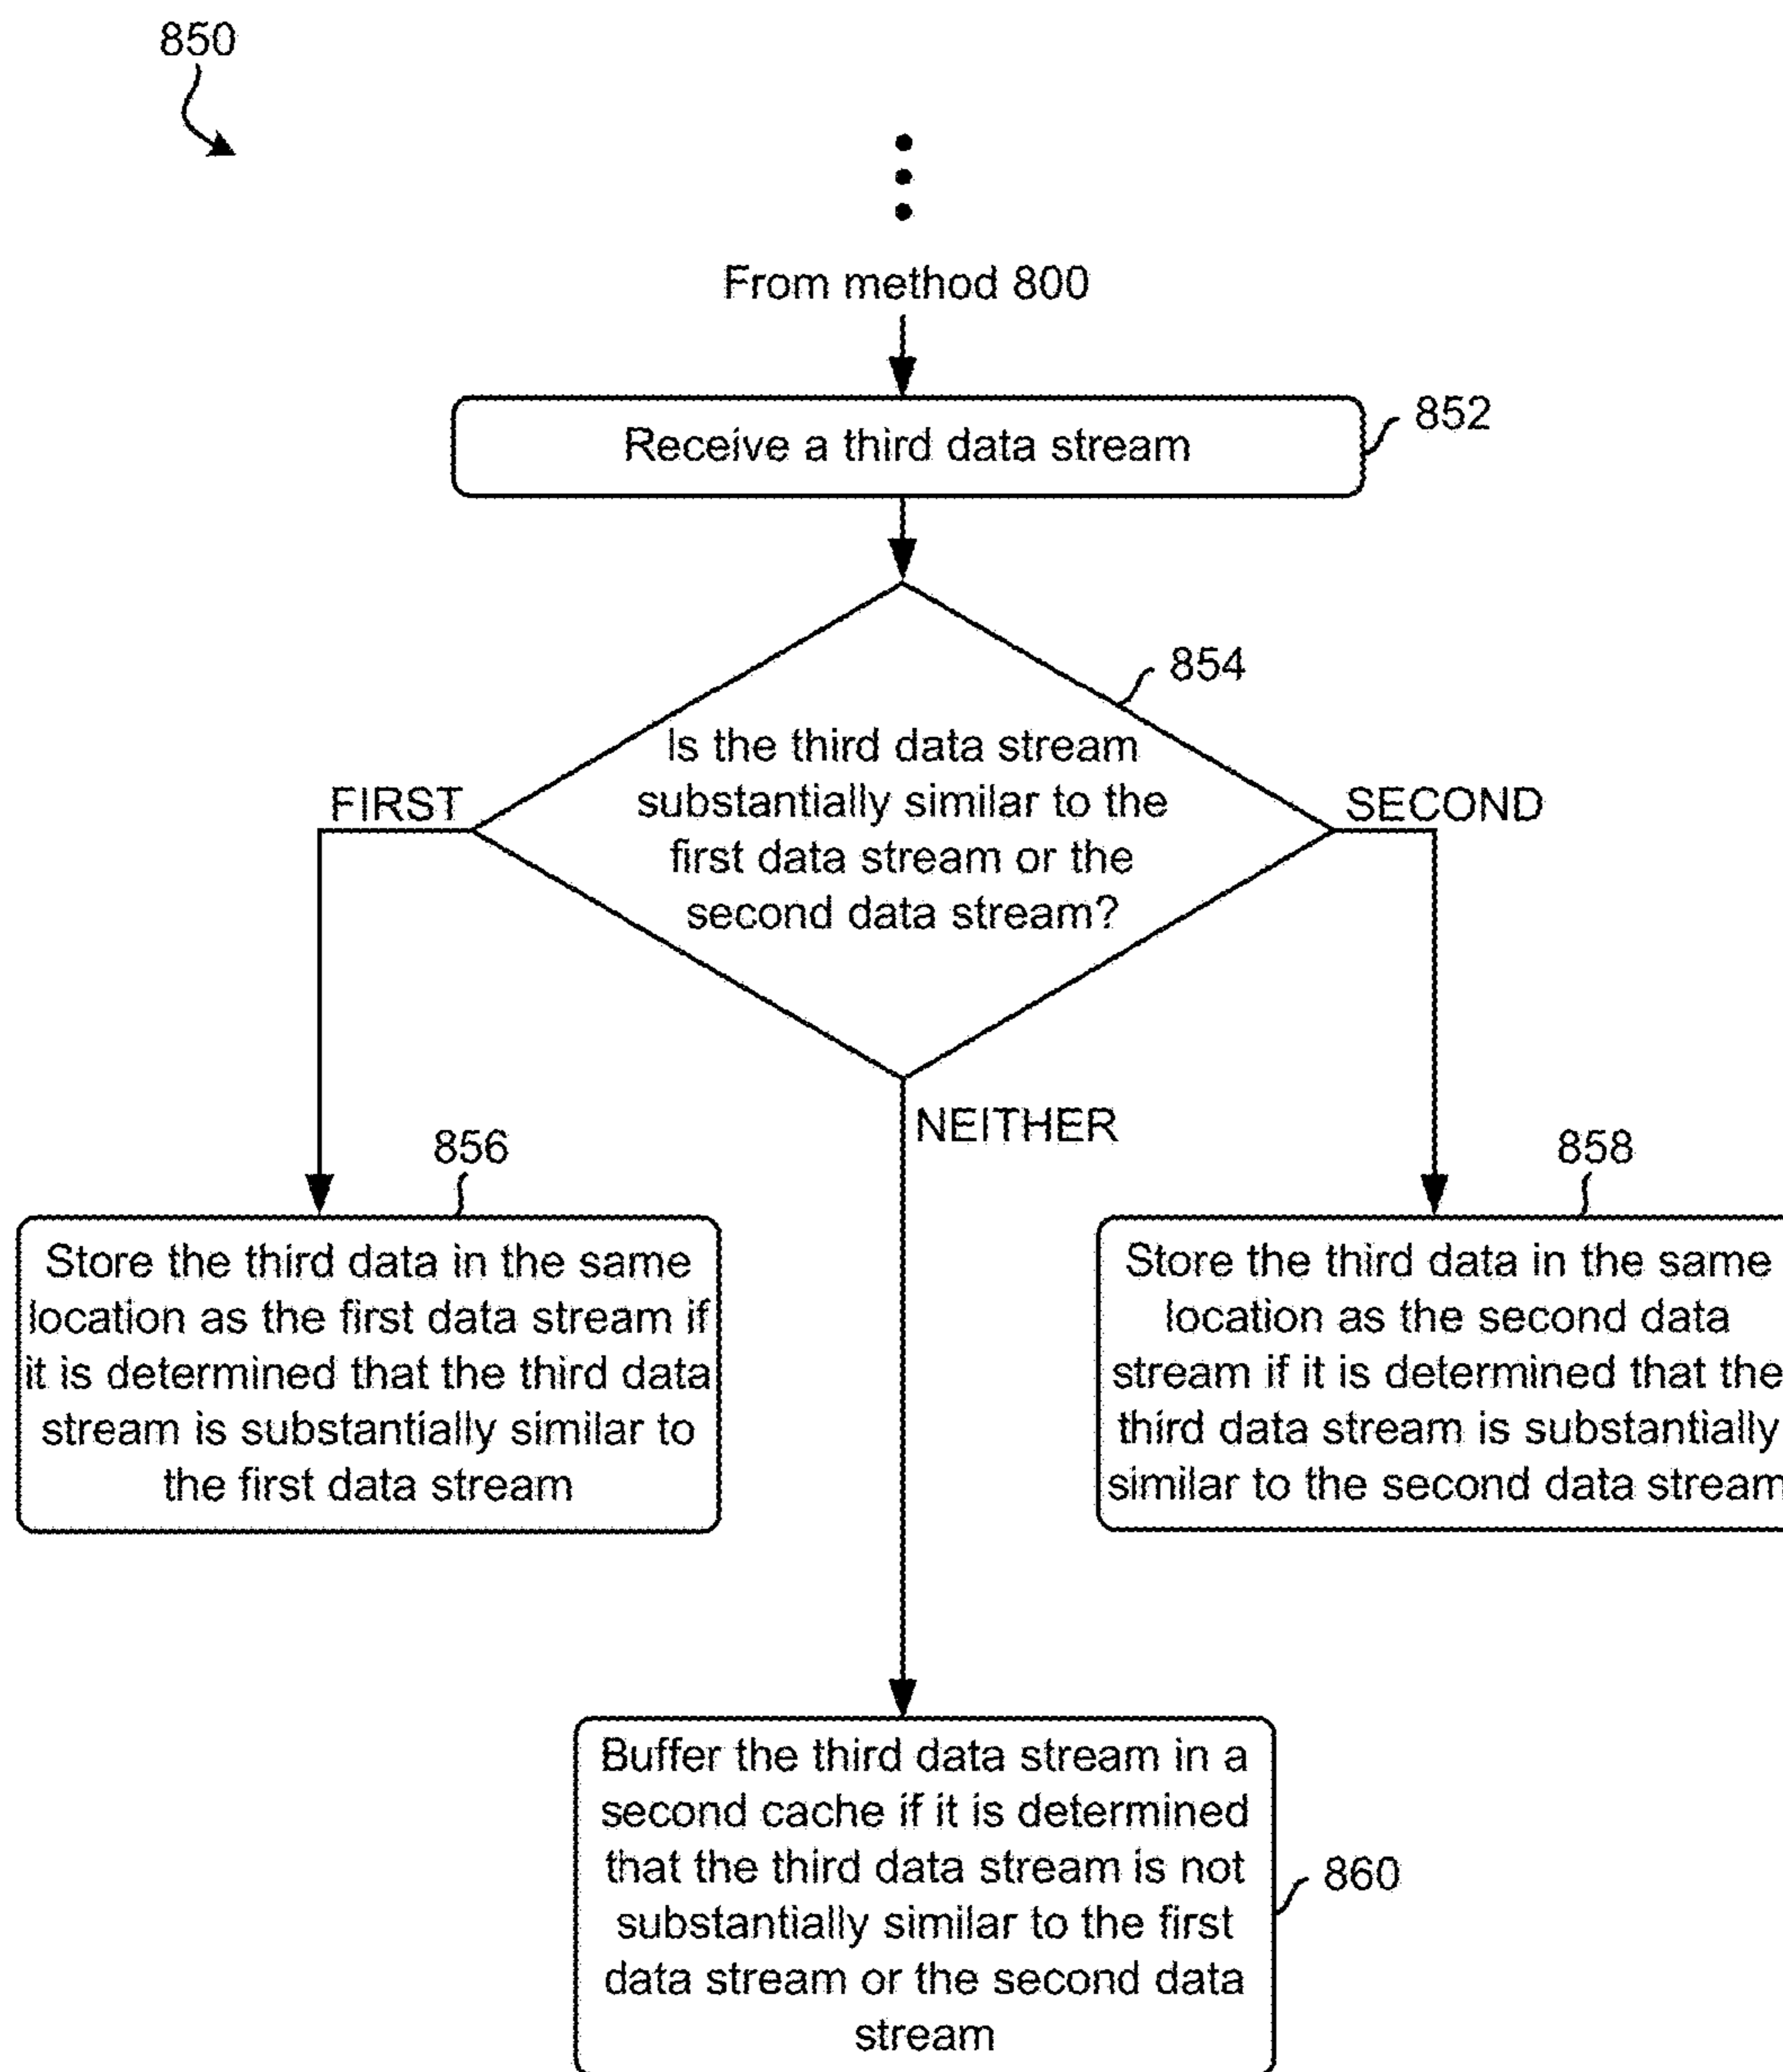 850
From method 800
Receive a third data stream
852
854
Is the third data stream
substantially similar to the
first data stream or the
second data stream?
FIRST
SECOND
NEITHER
856
Store the third data in the same
location as the first data stream if
it is determined that the third data
stream is substantially similar to
the first data stream
858
Store the third data in the same
location as the second data
stream if it is determined that the
third data stream is substantially
similar to the second data stream
Buffer the third data stream in a
second cache if it is determined
that the third data stream is not
substantially similar to the first
data stream or the second data
stream
860